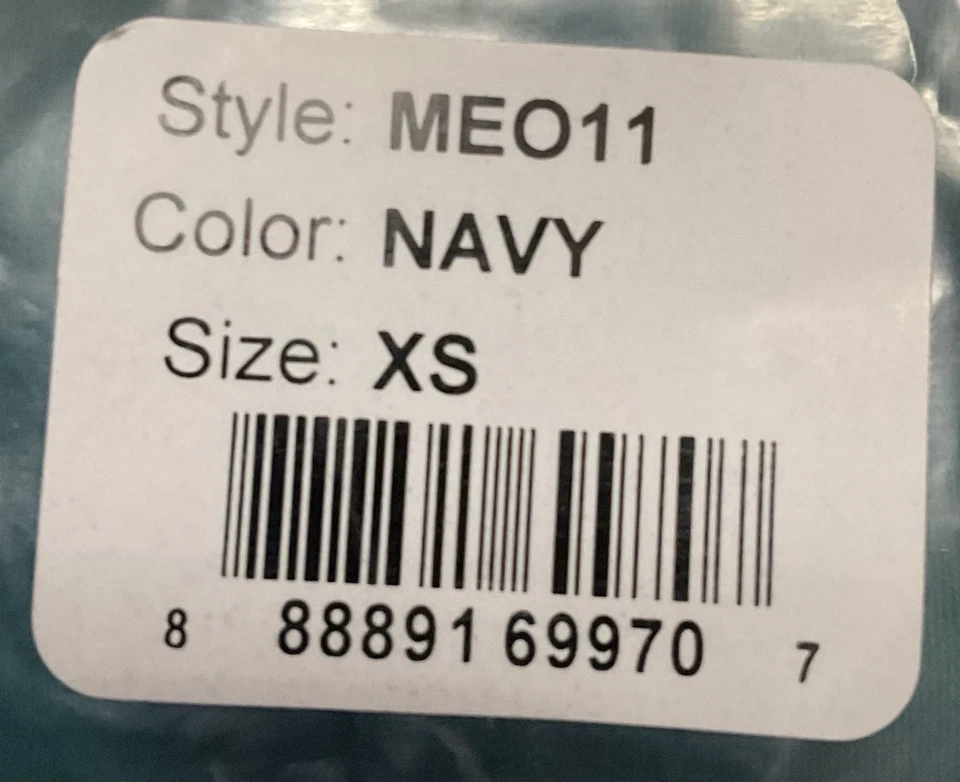 Style: MEO11
Color: NAVY
Size: XS
8 88891 69970 7